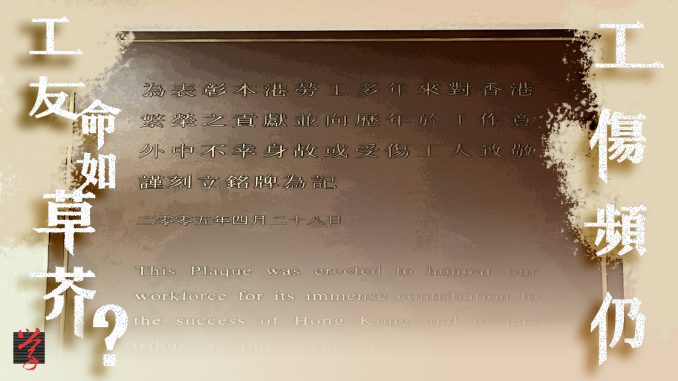 工傷頻仍
工友
命如
草芥
?
為表彰本港勞工多年來對香港
繁榮之貢獻並向歷年於工作意
外中不幸身故或受傷工人致敬
謹刻立銘牌為記
二零零五年四月二十八日
This Plaque was erected to honour our
workforce for its immense contribution to
the success of Hong Kong and to pay
tribute to those who